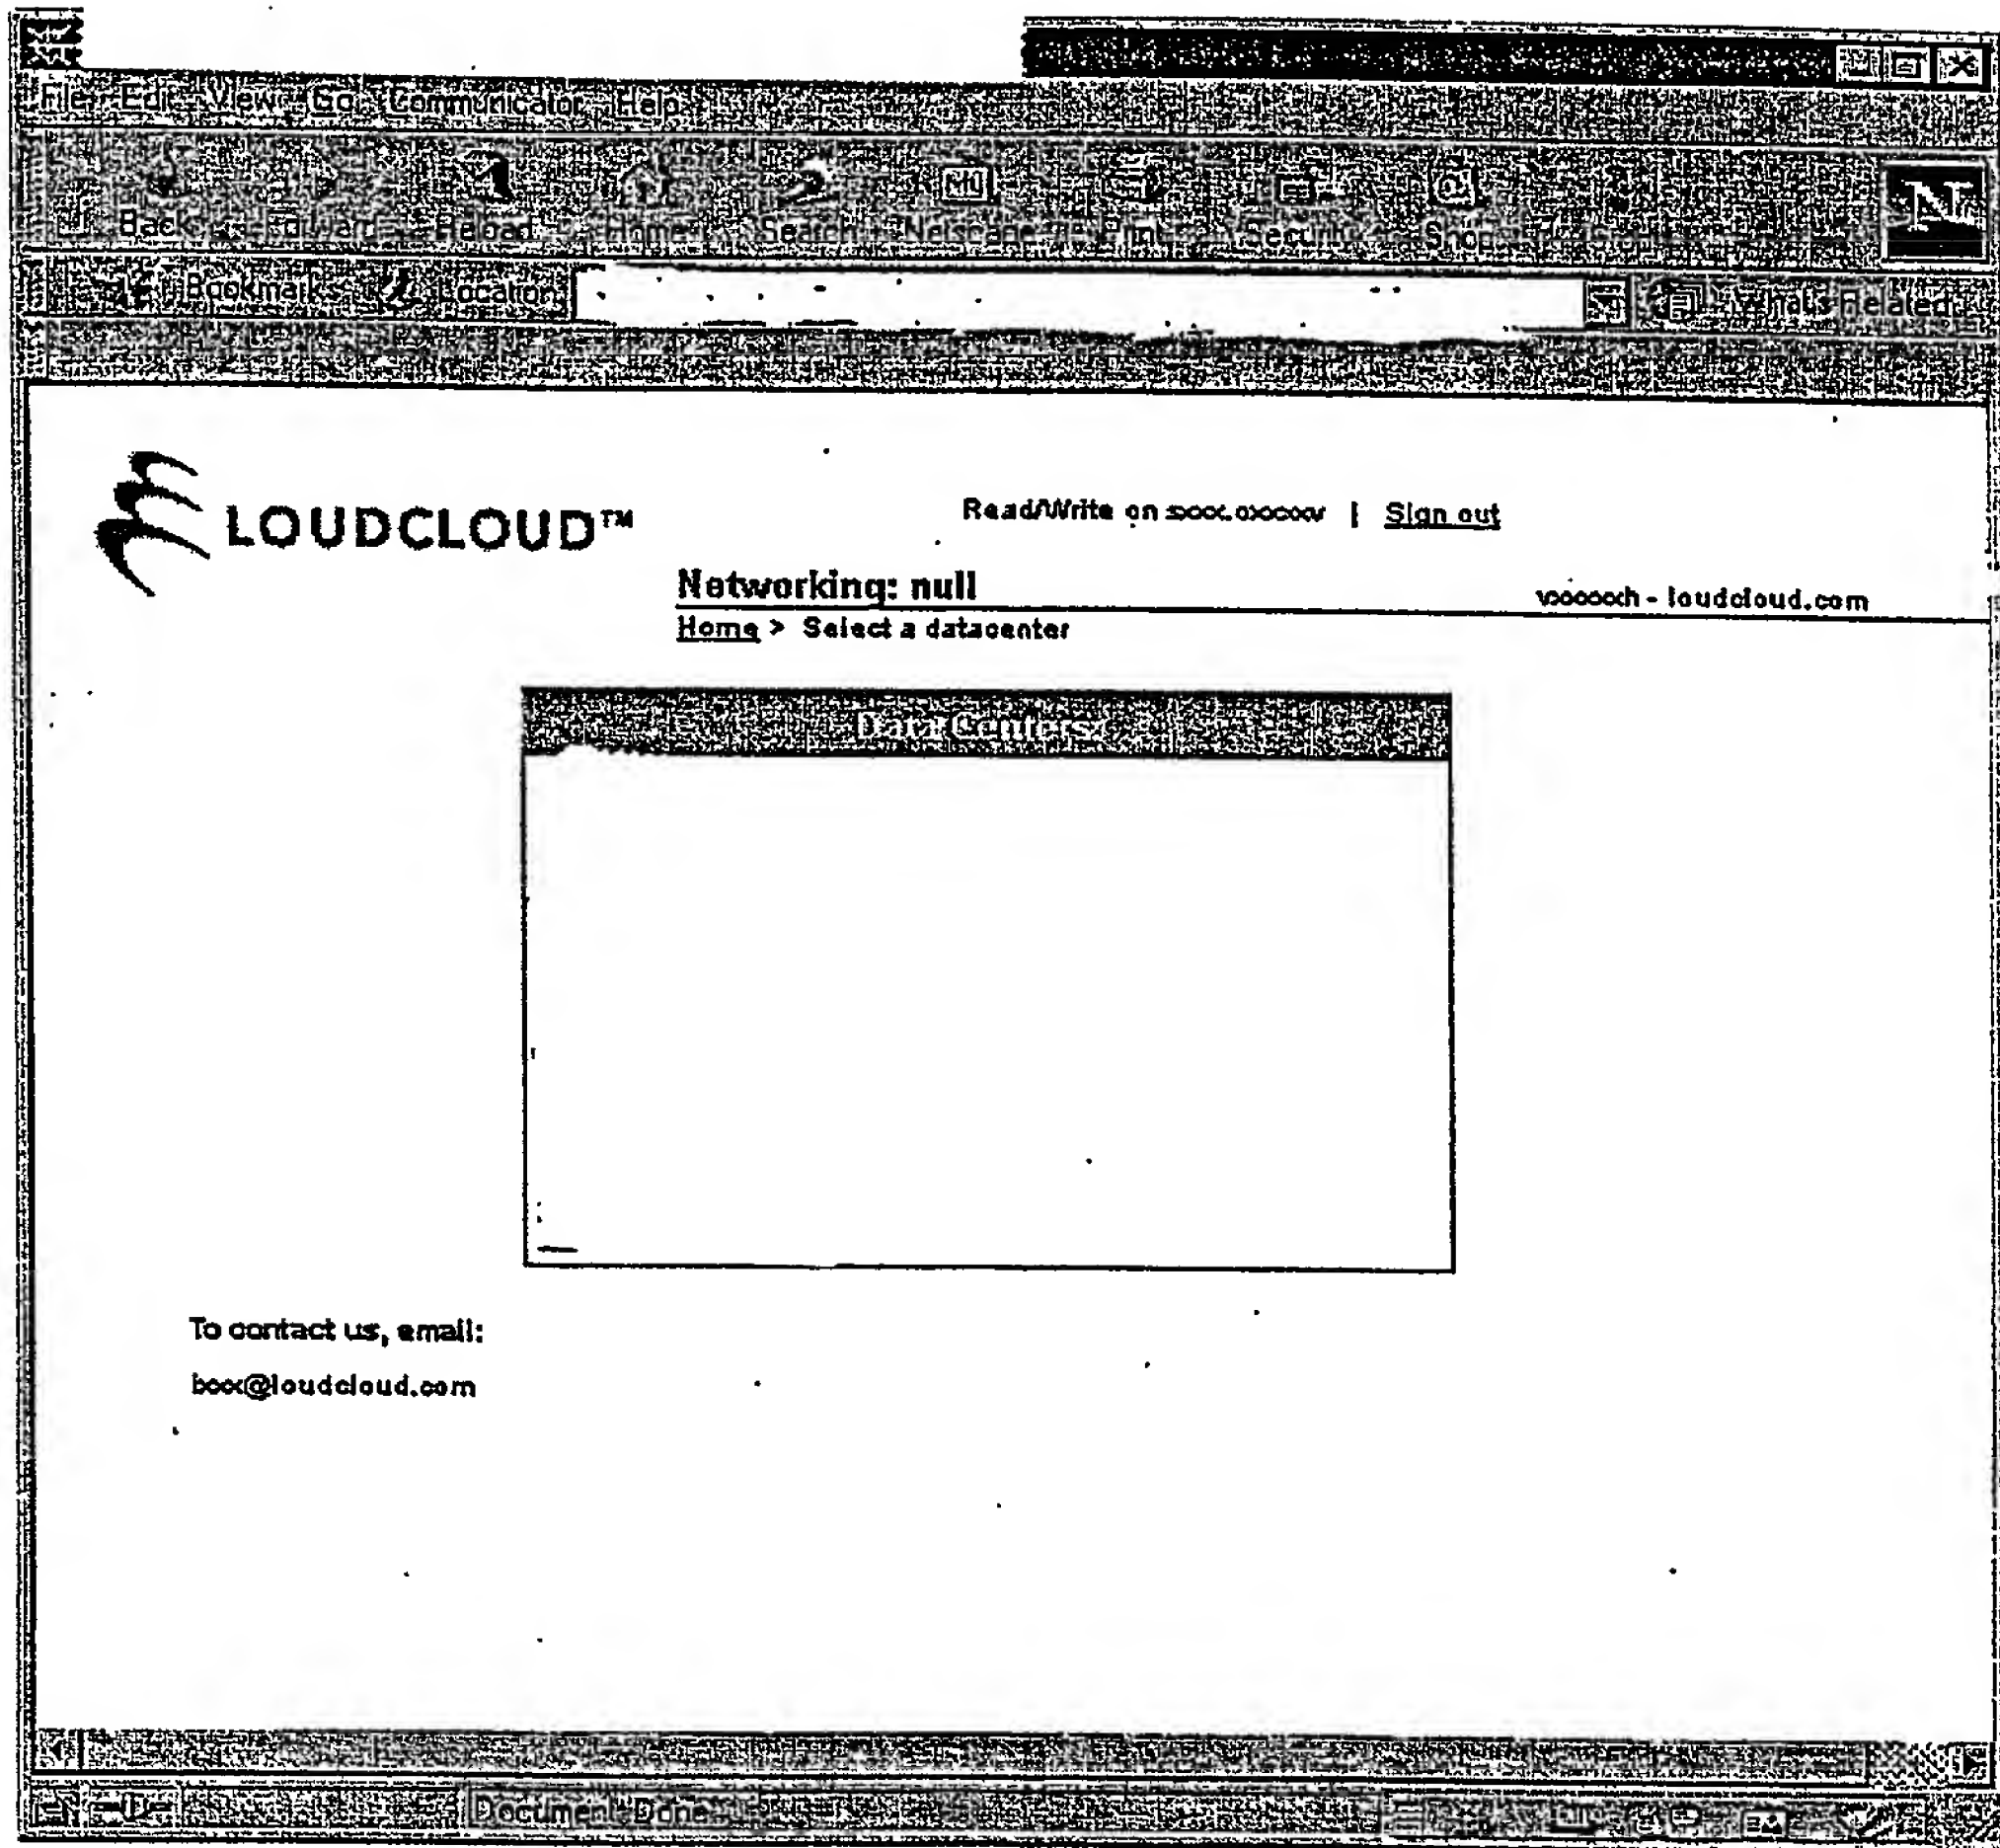 File Edit View Go Communicator Help
Back Forward Reload Home Search Netscape Print Security Shop
N
Bookmarks Location What's Related
LOUDCLOUD™
Read/Write on | Sign out
Networking: null
- loudcloud.com
Home > Select a datacenter
Data Centers
To contact us, email:
bxxx@loudcloud.com
Document: Done